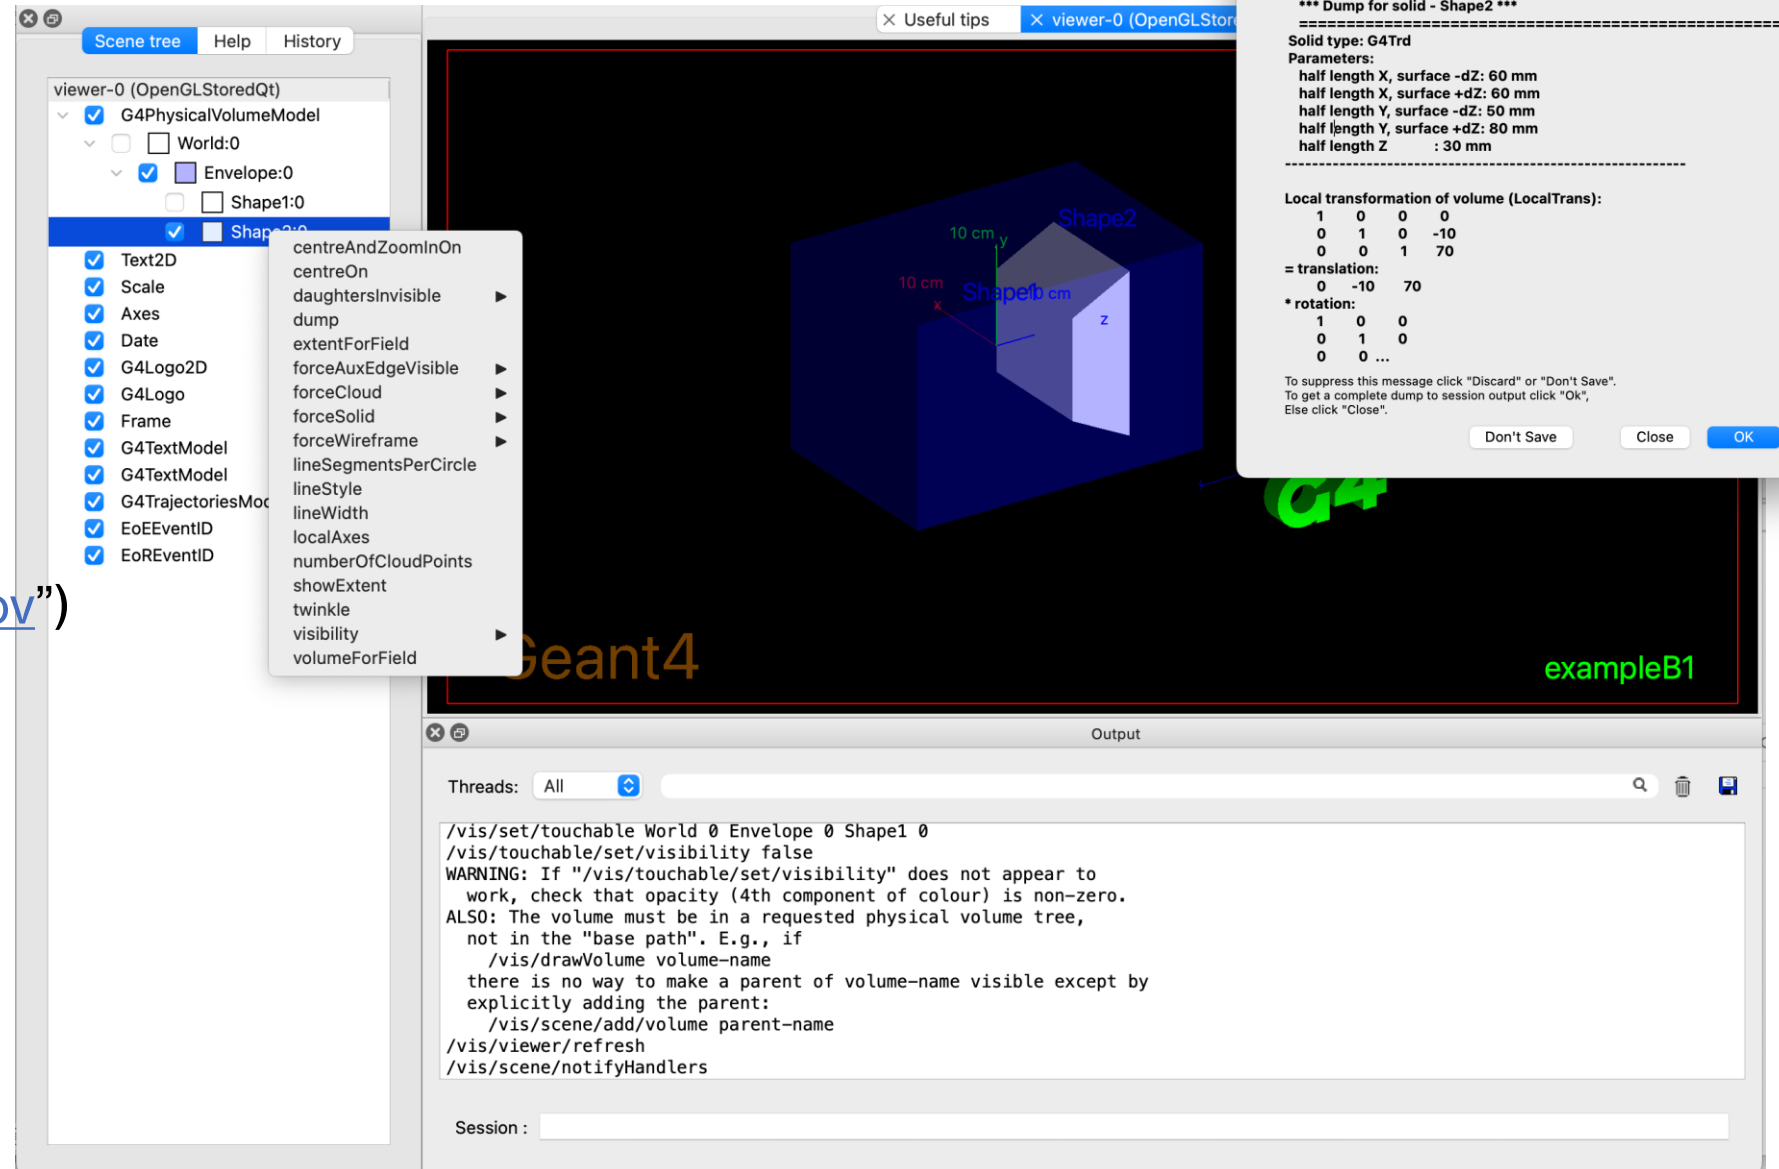 Scene tree Help History
viewer-0 (OpenGLStoredQt)
G4PhysicalVolumeModel
World:0
Envelope:0
Shape1:0
Text2D
Scale
Axes
Date
G4Logo2D
G4Logo
Frame
G4TextModel
G4TextModel
EoEEventID
EoREventID
ov”)
centreAndZoomInOn
centreOn
daughtersInvisible
dump
extentForField
forceAuxEdgeVisible
forceCloud
forceSolid
forceWireframe
lineSegmentsPerCircle
lineStyle
lineWidth
localAxes
numberOfCloudPoints
showExtent
twinkle
visibility
volumeForField
Useful tips viewer-0
Shape2
10 cm y
10 cm
x
z
G4
Geant4
exampleB1
*** Dump for solid - Shape2 ***
=====================================================
Solid type: G4Trd
Parameters:
half length X, surface -dZ: 60 mm
half length X, surface +dZ: 60 mm
half length Y, surface -dZ: 50 mm
half length Y, surface +dZ: 80 mm
half length Z : 30 mm
-----------------------------------------------------------
Local transformation of volume (LocalTrans):
1 0 0 0
0 1 0 -10
0 0 1 70
= translation:
0 -10 70
* rotation:
1 0 0
0 1 0
0 0 ...
To suppress this message click "Discard" or "Don't Save".
To get a complete dump to session output click "Ok",
Else click "Close".
Don't Save Close OK
Output
Threads: All
/vis/set/touchable World 0 Envelope 0 Shape1 0
/vis/touchable/set/visibility false
WARNING: If "/vis/touchable/set/visibility" does not appear to
work, check that opacity (4th component of colour) is non-zero.
ALSO: The volume must be in a requested physical volume tree,
not in the "base path". E.g., if
/vis/drawVolume volume-name
there is no way to make a parent of volume-name visible except by
explicitly adding the parent:
/vis/scene/add/volume parent-name
/vis/viewer/refresh
/vis/scene/notifyHandlers
Session :